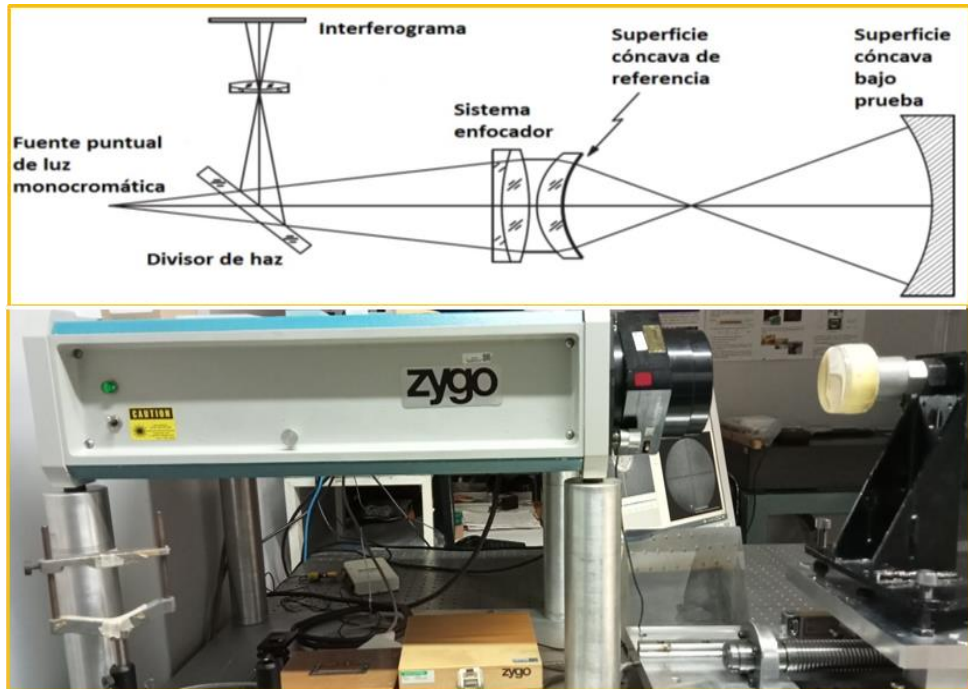 Interferograma
Superficie
cóncava de
referencia
Superficie
cóncava
bajo
prueba
Sistema
enfocador
Fuente puntual
de luz
monocromática
Divisor de haz
zygo
CAUTION